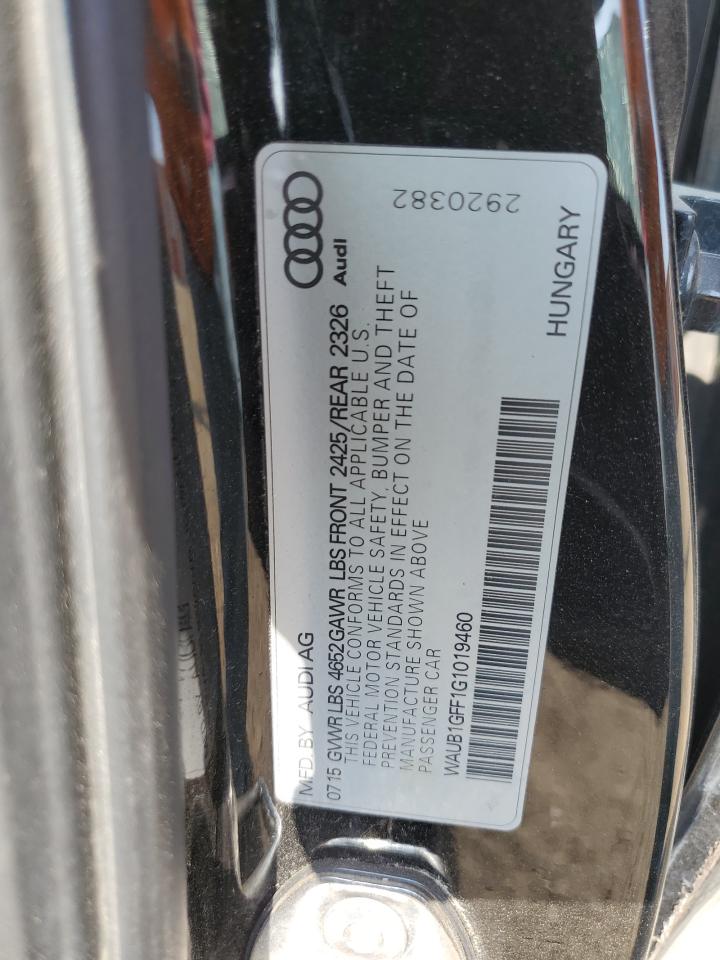 MFD. BY AUDI AG
Audi
0715 GVWR LBS 4652 GAWR LBS FRONT 2425/REAR 2326
THIS VEHICLE CONFORMS TO ALL APPLICABLE U.S.
FEDERAL MOTOR VEHICLE SAFETY, BUMPER AND THEFT
PREVENTION STANDARDS IN EFFECT ON THE DATE OF
MANUFACTURE SHOWN ABOVE
PASSENGER CAR
WAUB1GFF1G1019460
HUNGARY
2920382